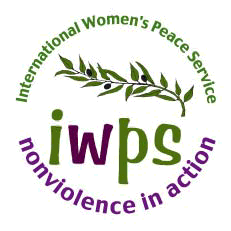 International Women's Peace Service
iwps
nonviolence in action